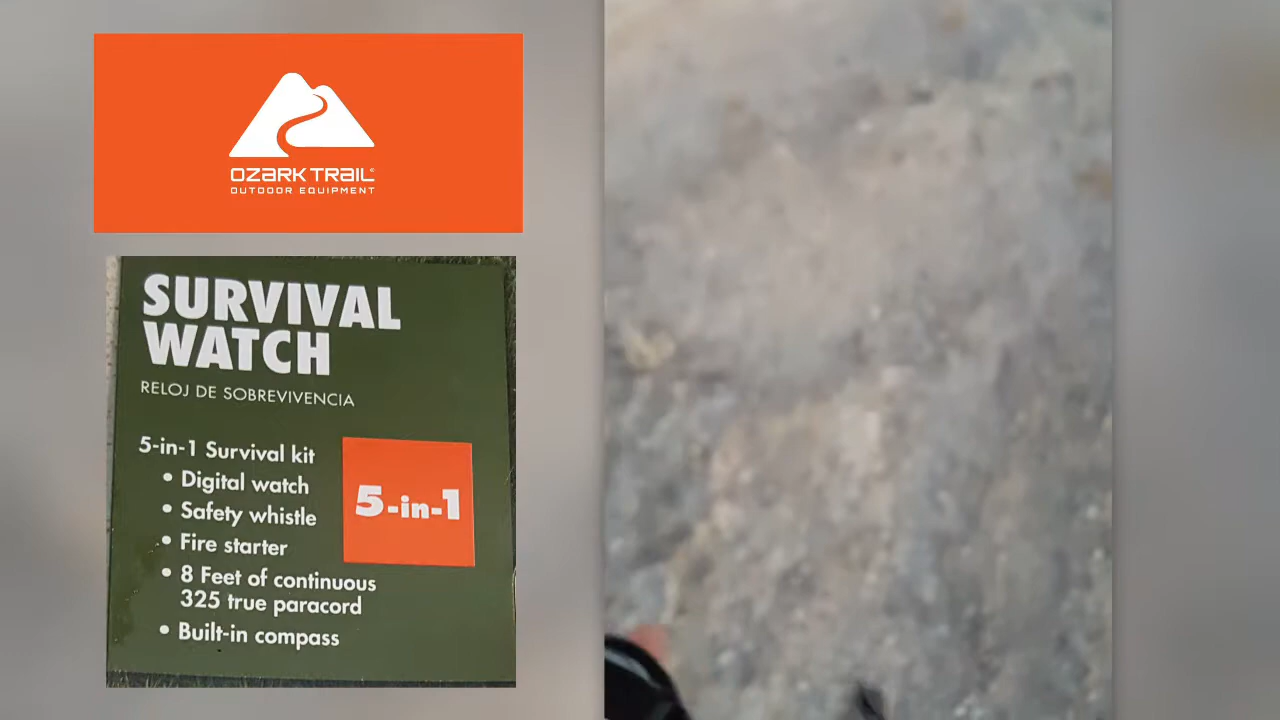 OZARK TRAIL
OUTDOOR EQUIPMENT
SURVIVAL
WATCH
RELOJ DE SOBREVIVENCIA
5-in-1 Survival kit
• Digital watch
• Safety whistle
• Fire starter
• 8 Feet of continuous
325 true paracord
• Built-in compass
5-in-1